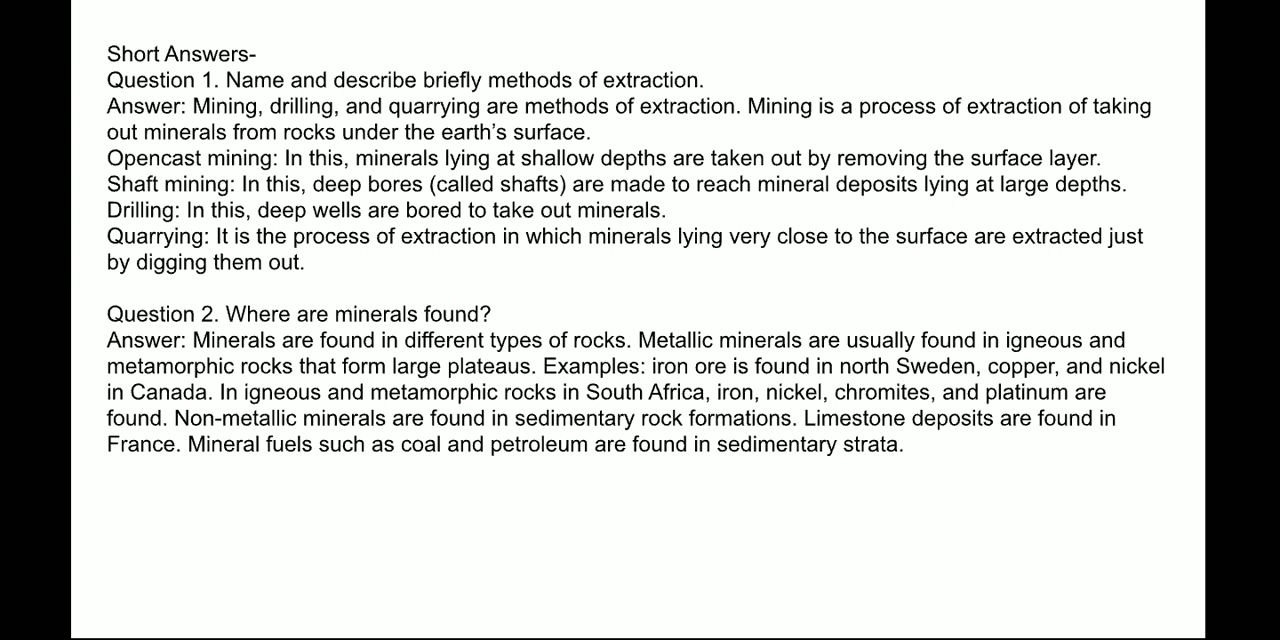 Short Answers-
Question 1. Name and describe briefly methods of extraction.
Answer: Mining, drilling, and quarrying are methods of extraction. Mining is a process of extraction of taking
out minerals from rocks under the earth’s surface.
Opencast mining: In this, minerals lying at shallow depths are taken out by removing the surface layer.
Shaft mining: In this, deep bores (called shafts) are made to reach mineral deposits lying at large depths.
Drilling: In this, deep wells are bored to take out minerals.
Quarrying: It is the process of extraction in which minerals lying very close to the surface are extracted just
by digging them out.
Question 2. Where are minerals found?
Answer: Minerals are found in different types of rocks. Metallic minerals are usually found in igneous and
metamorphic rocks that form large plateaus. Examples: iron ore is found in north Sweden, copper, and nickel
in Canada. In igneous and metamorphic rocks in South Africa, iron, nickel, chromites, and platinum are
found. Non-metallic minerals are found in sedimentary rock formations. Limestone deposits are found in
France. Mineral fuels such as coal and petroleum are found in sedimentary strata.